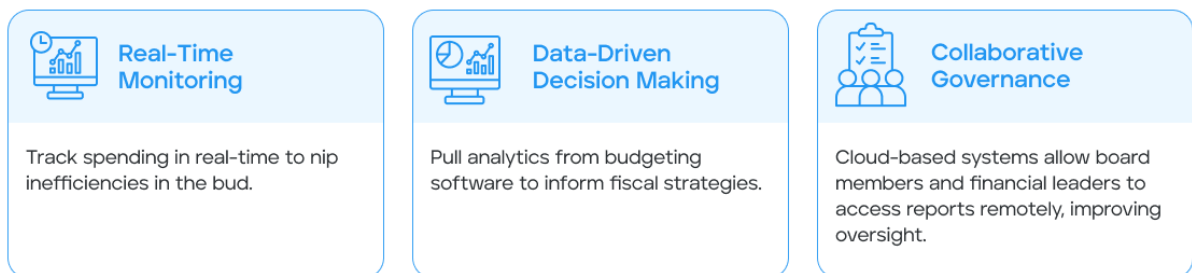 Real-Time
Monitoring
Track spending in real-time to nip
inefficiencies in the bud.
Data-Driven
Decision Making
Pull analytics from budgeting
software to inform fiscal strategies.
Collaborative
Governance
Cloud-based systems allow board
members and financial leaders to
access reports remotely, improving
oversight.